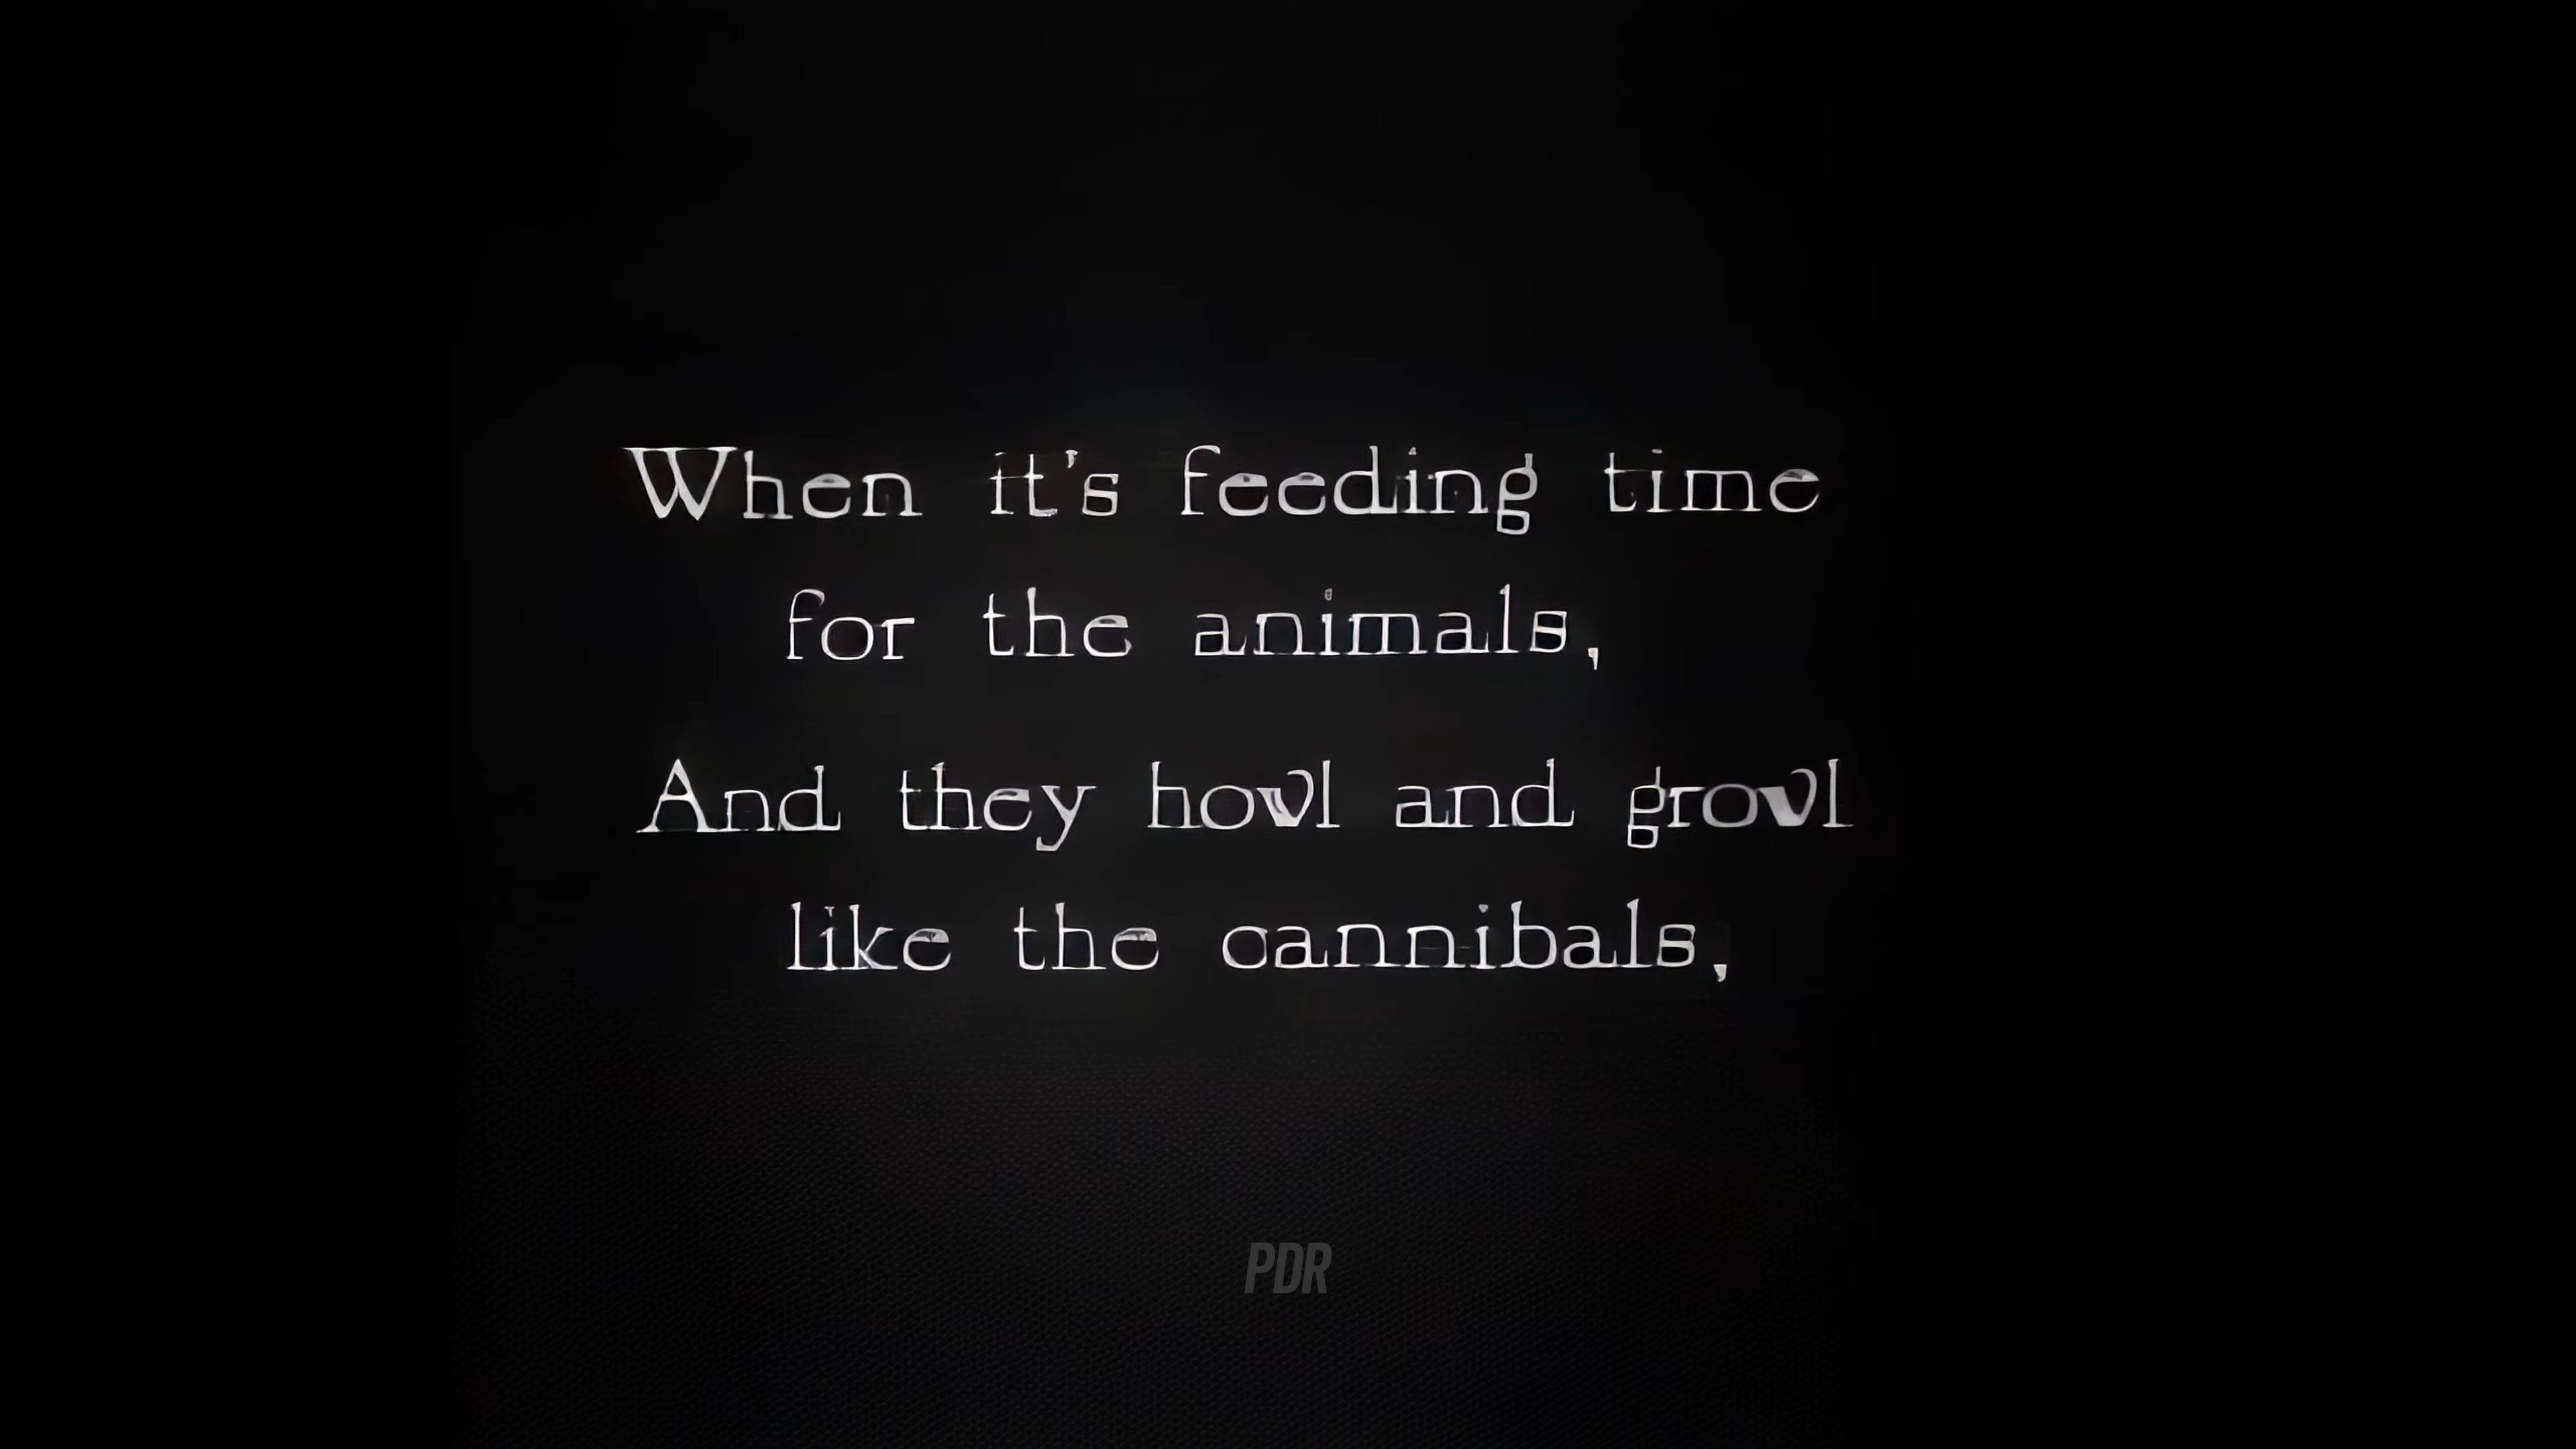 When it's feeding time
for the animals,
And they howl and growl
like the cannibals,
PDR